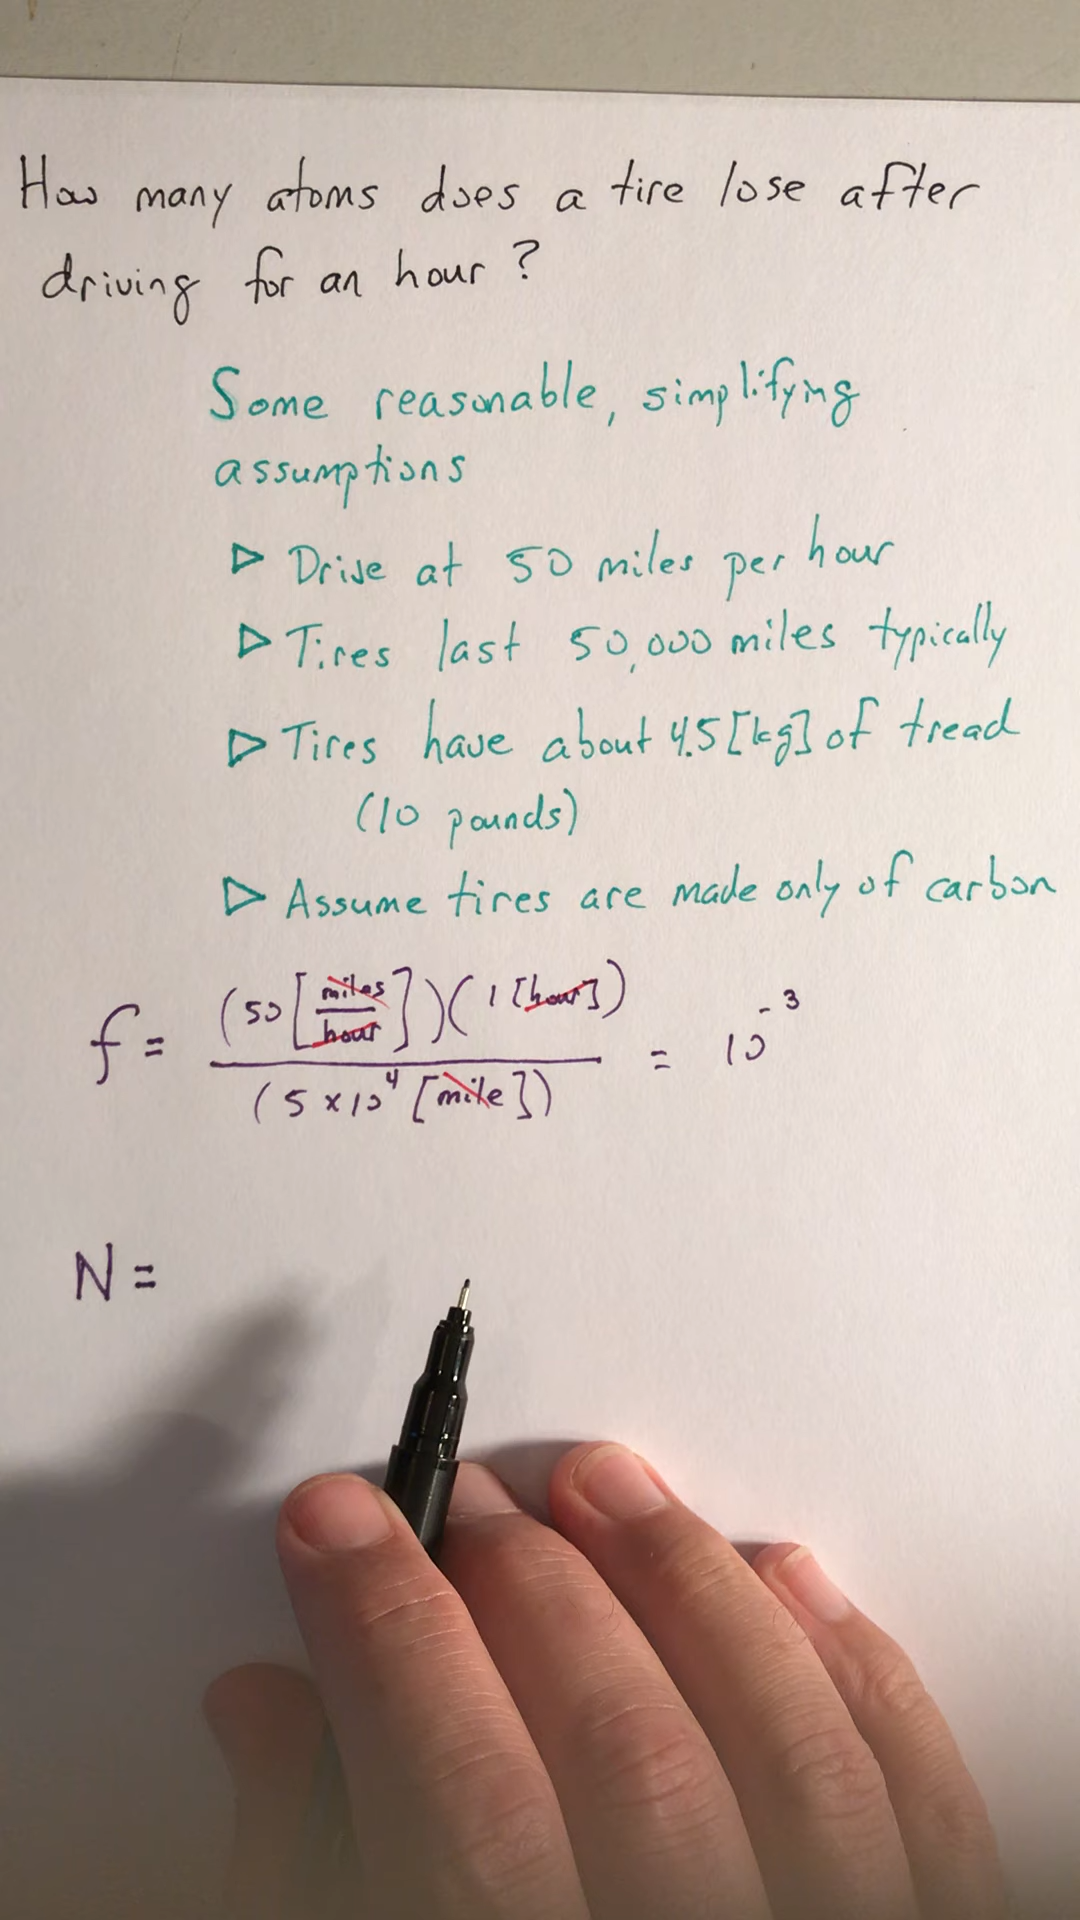 How many atoms does a tire lose after
driving for an hour?
Some reasonable, simplifying
assumptions
▷ Drive at 50 miles per hour
▷ Tires last 50,000 miles typically
▷ Tires have about 4.5 [kg] of tread
(10 pounds)
▷ Assume tires are made only of carbon
f = (50 [miles/hour])(1 [hour]) / (5 × 10⁴ [mile]) = 10⁻³
N =